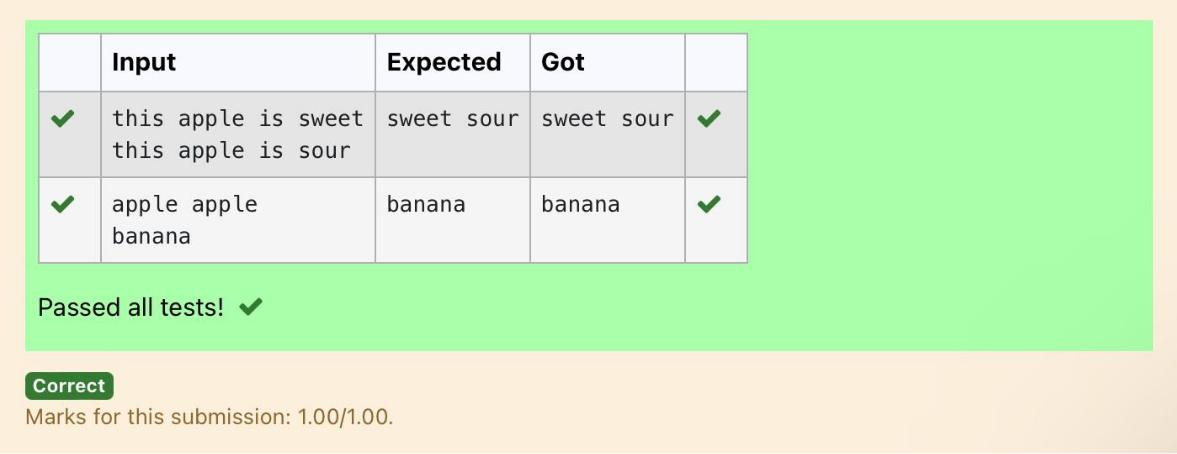 Input Expected Got
this apple is sweet sweet sour sweet sour
this apple is sour
apple apple banana banana
banana
Passed all tests!
Correct
Marks for this submission: 1.00/1.00.